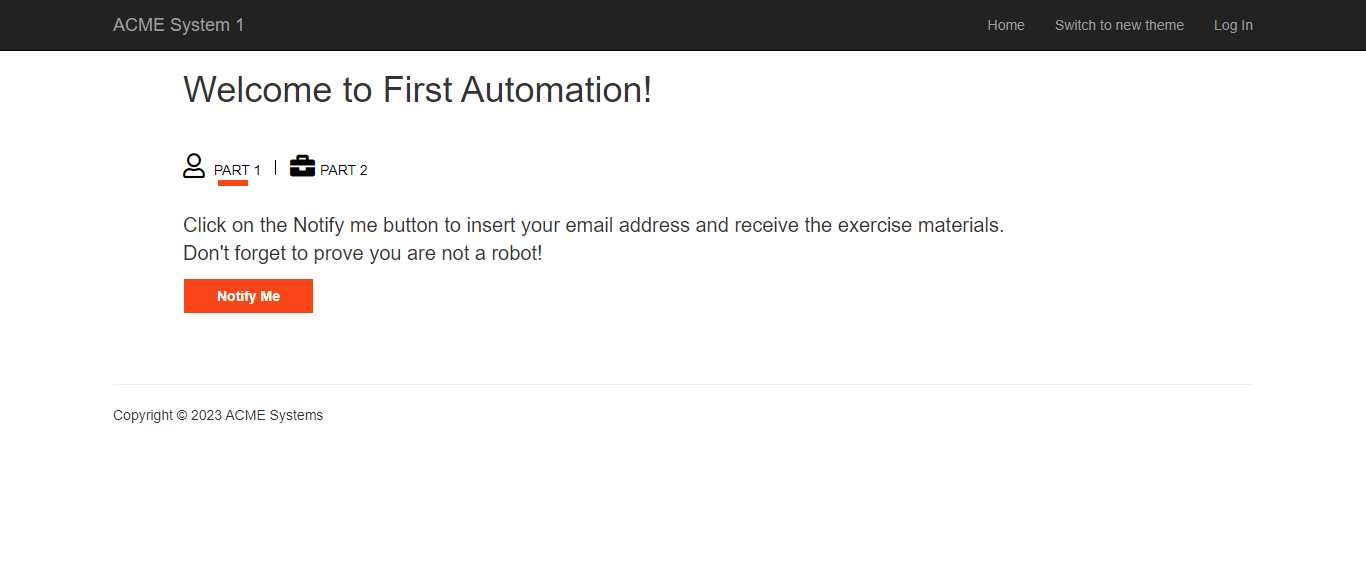 ACME System 1 Home Switch to new theme Log In
Welcome to First Automation!
PART 1 | PART 2
Click on the Notify me button to insert your email address and receive the exercise materials.
Don't forget to prove you are not a robot!
Notify Me
Copyright © 2023 ACME Systems